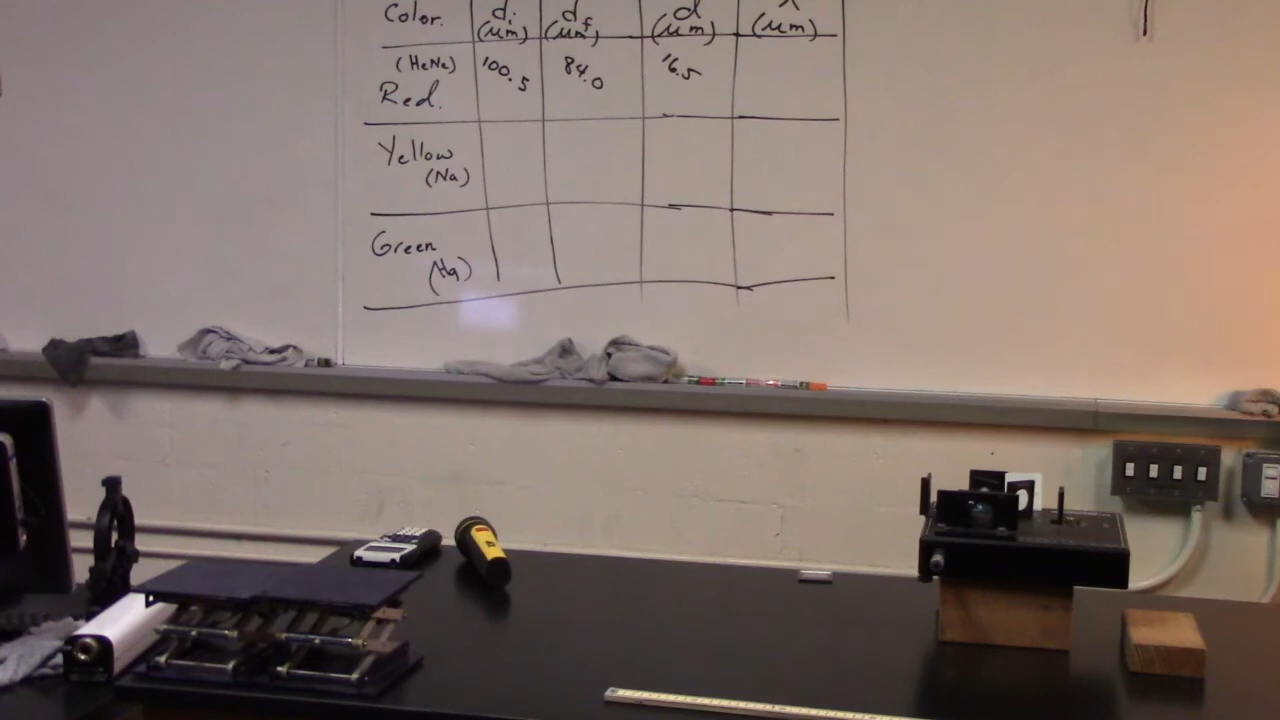 Color. di df d λ
(μm) (μm) (μm) (μm)
(HeNe) 100.5 84.0 16.5
Red.
Yellow
(Na)
Green
(Hg)